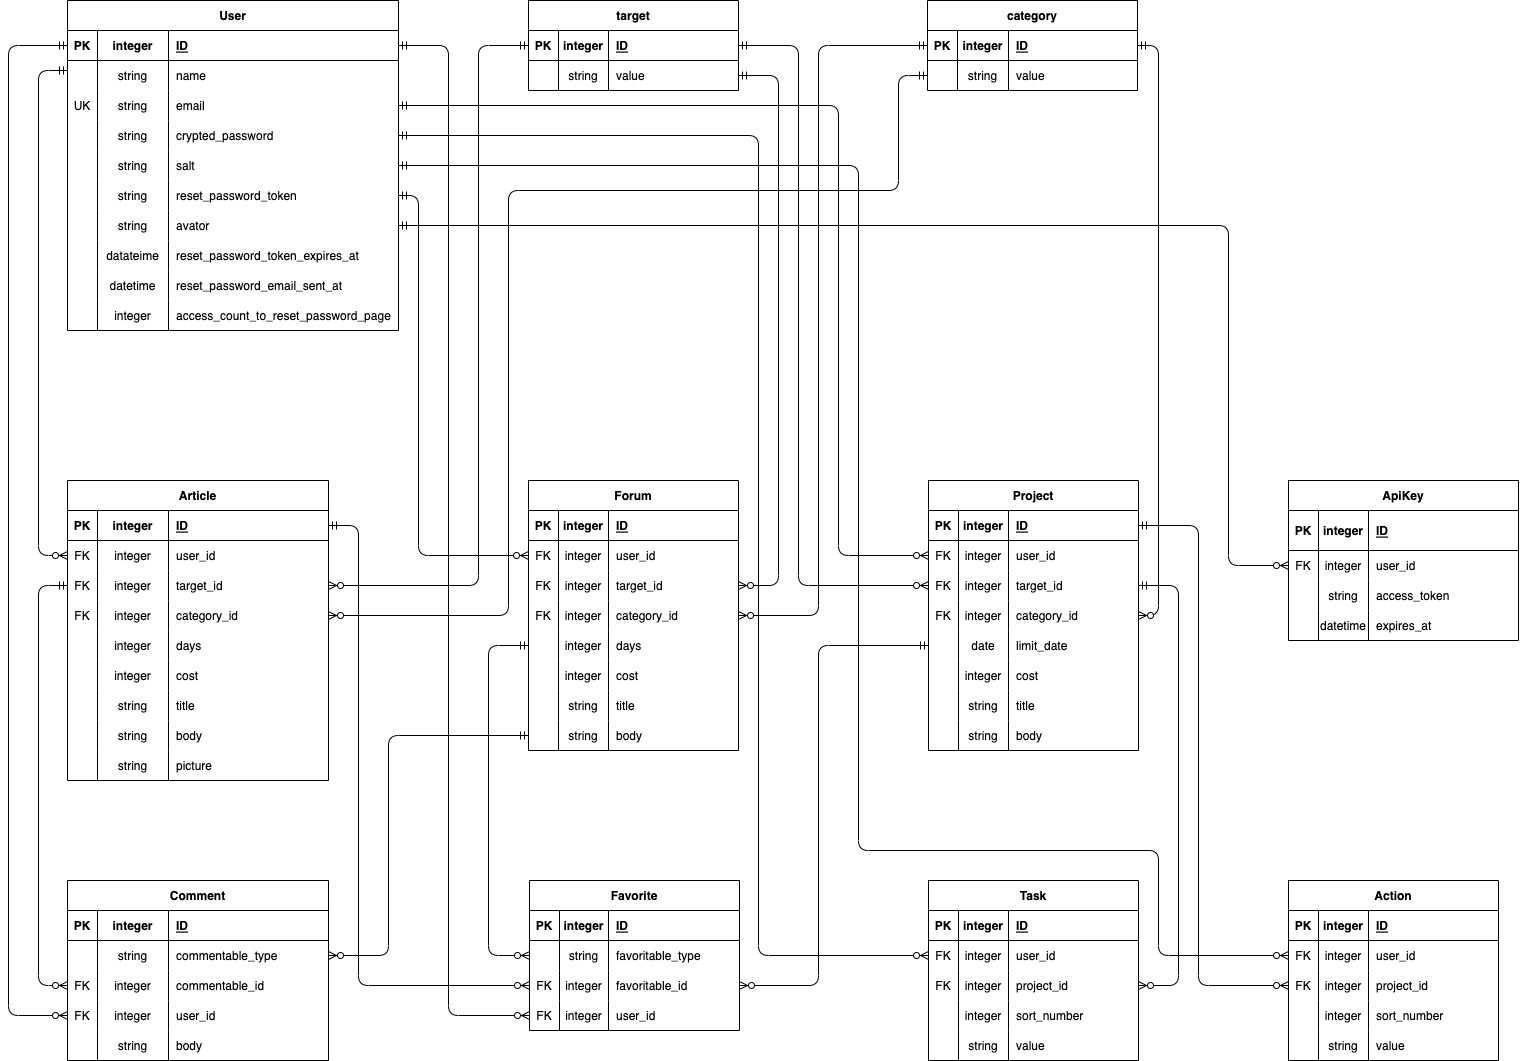 User
PK integer ID
string name
UK string email
string crypted_password
string salt
string reset_password_token
string avator
datateime reset_password_token_expires_at
datetime reset_password_email_sent_at
integer access_count_to_reset_password_page
target
PK integer ID
string value
category
PK integer ID
string value
Article
PK integer ID
FK integer user_id
FK integer target_id
FK integer category_id
integer days
integer cost
string title
string body
string picture
Forum
PK integer ID
FK integer user_id
FK integer target_id
FK integer category_id
integer days
integer cost
string title
string body
Project
PK integer ID
FK integer user_id
FK integer target_id
FK integer category_id
date limit_date
integer cost
string title
string body
ApiKey
PK integer ID
FK integer user_id
string access_token
datetime expires_at
Comment
PK integer ID
string commentable_type
FK integer commentable_id
FK integer user_id
string body
Favorite
PK integer ID
string favoritable_type
FK integer favoritable_id
FK integer user_id
Task
PK integer ID
FK integer user_id
FK integer project_id
integer sort_number
string value
Action
PK integer ID
FK integer user_id
FK integer project_id
integer sort_number
string value